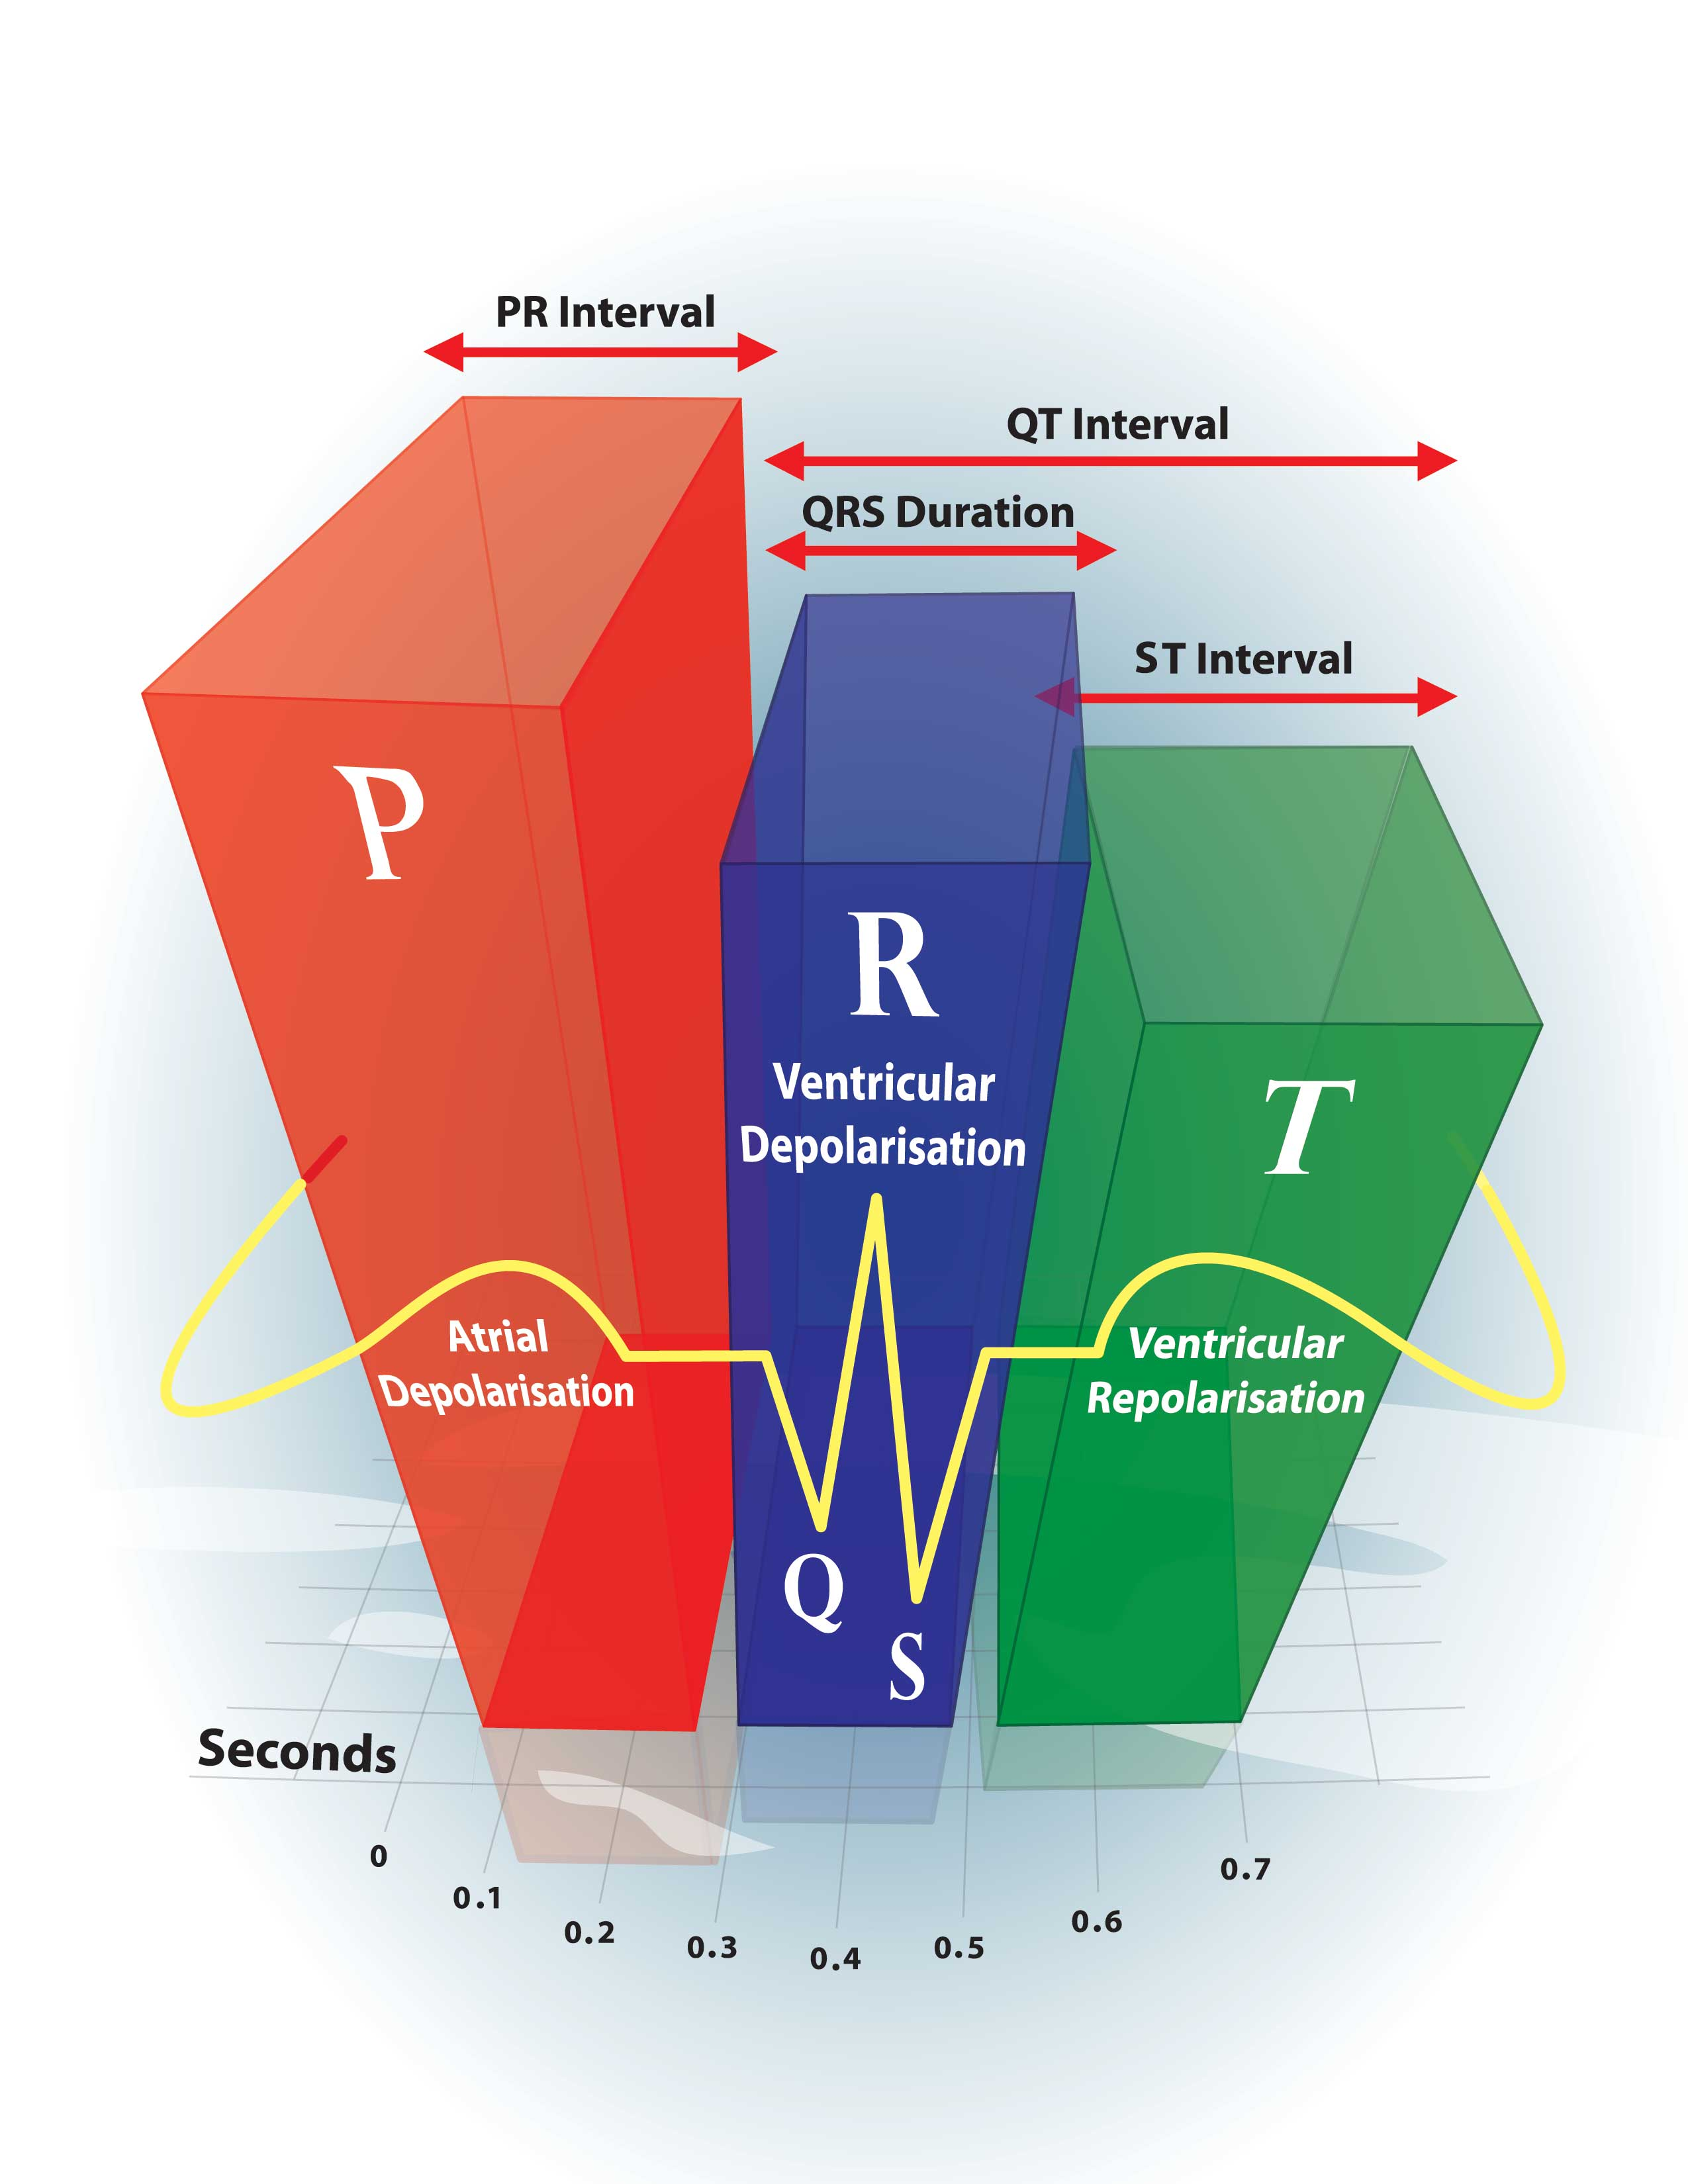 PR Interval
QT Interval
QRS Duration
ST Interval
P
R
Ventricular
Depolarisation
T
Atrial
Depolarisation
Ventricular
Repolarisation
Q
S
Seconds
0
0.1
0.2
0.3
0.4
0.5
0.6
0.7